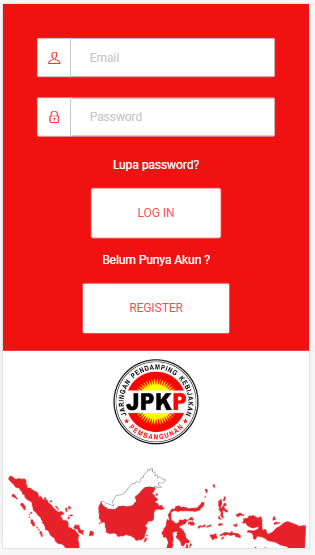 Email
Password
Lupa password?
LOG IN
Belum Punya Akun ?
REGISTER
JARINGAN PENDAMPING KEBIJAKAN
JPKP
PEMBANGUNAN